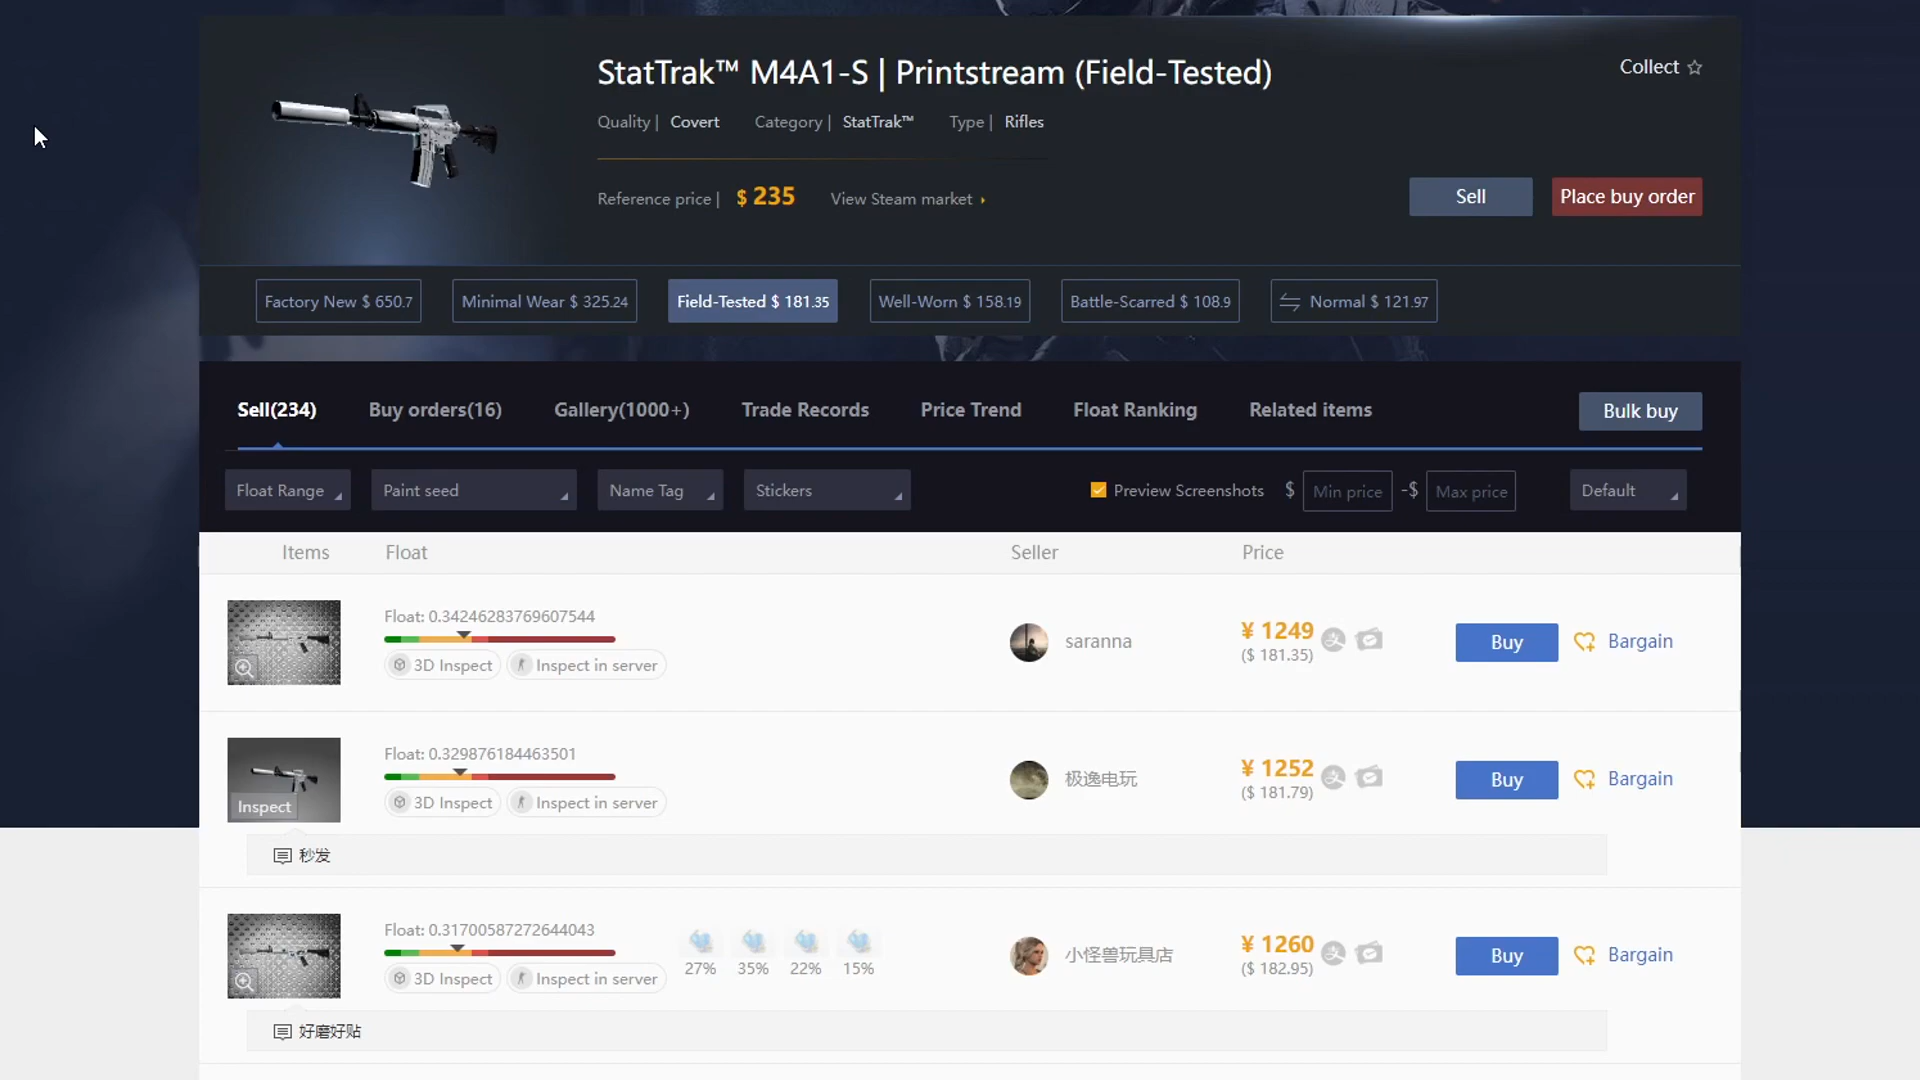 StatTrak™ M4A1-S | Printstream (Field-Tested)
Collect
Quality | Covert Category | StatTrak™ Type | Rifles
Reference price | $ 235 View Steam market
Sell
Place buy order
Factory New $ 650.7
Minimal Wear $ 325.24
Field-Tested $ 181.35
Well-Worn $ 158.19
Battle-Scarred $ 108.9
Normal $ 121.97
Sell(234) Buy orders(16) Gallery(1000+) Trade Records Price Trend Float Ranking Related items
Bulk buy
Float Range Paint seed Name Tag Stickers Preview Screenshots $ Min price -$ Max price Default
Items Float Seller Price
Float: 0.34246283769607544
3D Inspect Inspect in server
saranna
¥ 1249
($ 181.35)
Buy
Bargain
Inspect
Float: 0.329876184463501
3D Inspect Inspect in server
极逸电玩
¥ 1252
($ 181.79)
Buy
Bargain
秒发
Float: 0.31700587272644043
3D Inspect Inspect in server
27% 35% 22% 15%
小怪兽玩具店
¥ 1260
($ 182.95)
Buy
Bargain
好磨好贴